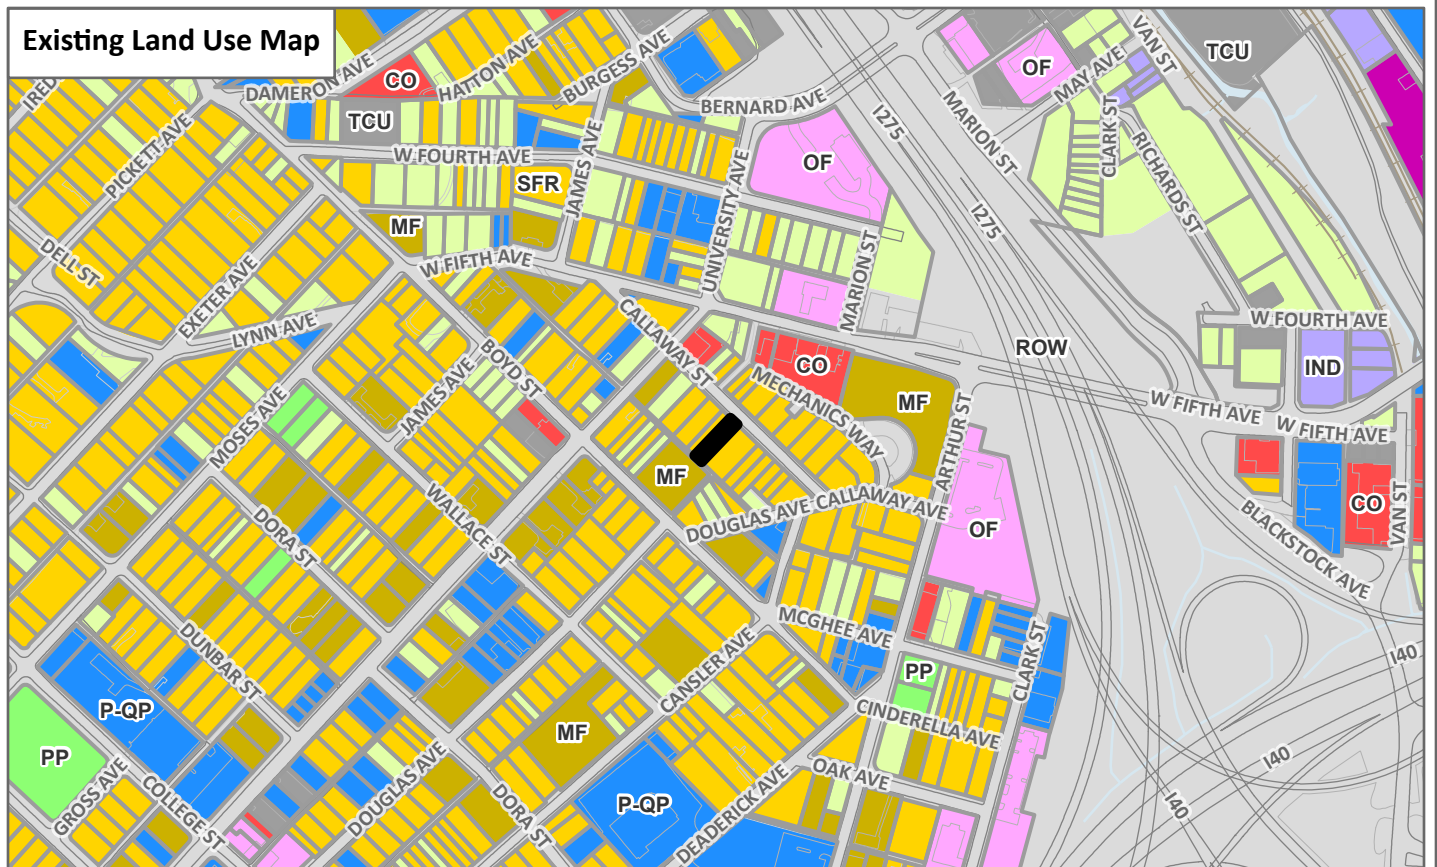 Existing Land Use Map
DAMERON AVE
CO
HATTON AVE
BURGESS AVE
BERNARD AVE
I275
OF
MAY AVE
VAN ST
TCU
MARION ST
CLARK ST
RICHARDS ST
PICKETT AVE
TCU
W FOURTH AVE
SFR
JAMES AVE
UNIVERSITY AVE
OF
I275
MF
W FIFTH AVE
DELL ST
EXETER AVE
LYNN AVE
MARION ST
CALLAWAY ST
BOYD ST
JAMES AVE
MOSES AVE
CO
MECHANICS WAY
MF
ARTHUR ST
ROW
W FOURTH AVE
IND
W FIFTH AVE
W FIFTH AVE
MF
WALLACE ST
DORA ST
DOUGLAS AVE
CALLAWAY AVE
OF
CO
VAN ST
BLACKSTOCK AVE
MCGHEE AVE
CLARK ST
PP
CINDERELLA AVE
CANSLER AVE
DUNBAR ST
P-QP
PP
GROSS AVE
COLLEGE ST
DOUGLAS AVE
MF
DORA ST
P-QP
DEADERICK AVE
OAK AVE
I40
I40
I40